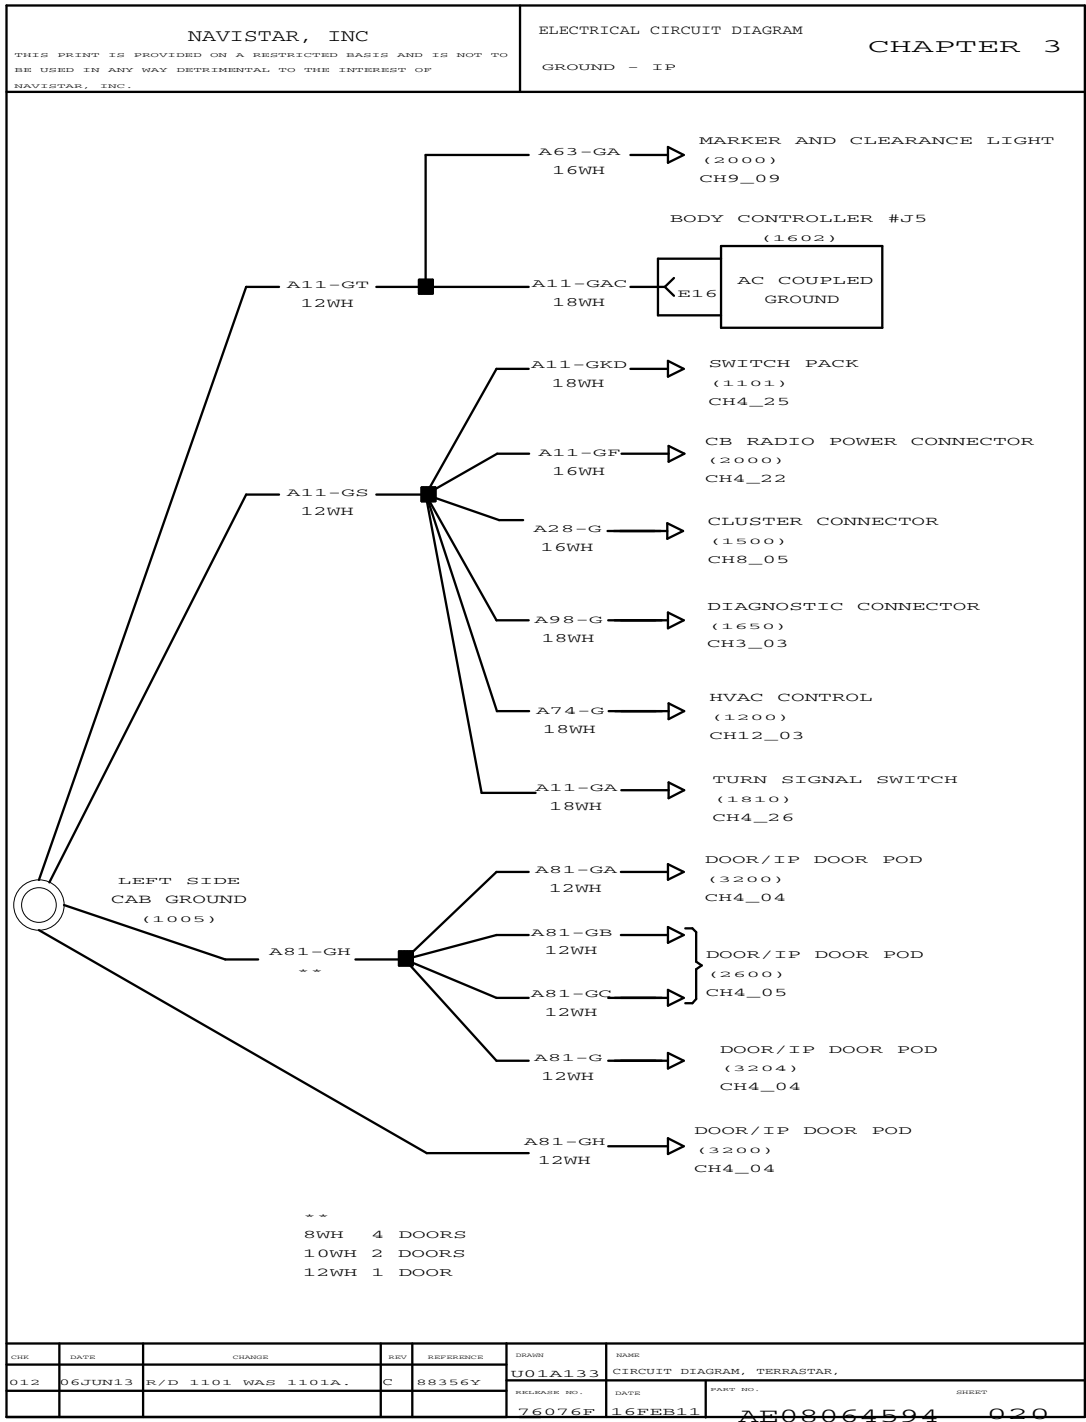 NAVISTAR, INC
THIS PRINT IS PROVIDED ON A RESTRICTED BASIS AND IS NOT TO
BE USED IN ANY WAY DETRIMENTAL TO THE INTEREST OF
NAVISTAR, INC.
ELECTRICAL CIRCUIT DIAGRAM
GROUND - IP
CHAPTER 3
A63-GA
16WH
MARKER AND CLEARANCE LIGHT
(2000)
CH9_09
BODY CONTROLLER #J5
(1602)
A11-GT
12WH
A11-GAC
18WH
E16
AC COUPLED
GROUND
A11-GKD
18WH
SWITCH PACK
(1101)
CH4_25
A11-GF
16WH
CB RADIO POWER CONNECTOR
(2000)
CH4_22
A11-GS
12WH
A28-G
16WH
CLUSTER CONNECTOR
(1500)
CH8_05
A98-G
18WH
DIAGNOSTIC CONNECTOR
(1650)
CH3_03
A74-G
18WH
HVAC CONTROL
(1200)
CH12_03
A11-GA
18WH
TURN SIGNAL SWITCH
(1810)
CH4_26
LEFT SIDE
CAB GROUND
(1005)
A81-GA
12WH
DOOR/IP DOOR POD
(3200)
CH4_04
A81-GH
**
A81-GB
12WH
A81-GC
12WH
DOOR/IP DOOR POD
(2600)
CH4_05
A81-G
12WH
DOOR/IP DOOR POD
(3204)
CH4_04
A81-GH
12WH
DOOR/IP DOOR POD
(3200)
CH4_04
**
8WH 4 DOORS
10WH 2 DOORS
12WH 1 DOOR
CHK DATE CHANGE REV REFERENCE
012 06JUN13 R/D 1101 WAS 1101A. C 88356Y
DRAWN
U01A133
NAME
CIRCUIT DIAGRAM, TERRASTAR,
RELEASE NO.
76076F
DATE
16FEB11
PART NO.
AE08064594
SHEET
020